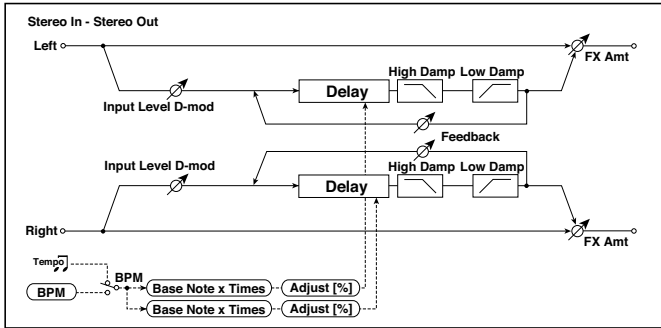 Stereo In - Stereo Out
Left
FX Amt
High Damp Low Damp
Delay
Input Level D-mod
Feedback
Input Level D-mod
High Damp Low Damp
Delay
Right
FX Amt
Tempo
BPM
BPM
Base Note x Times Adjust [%]
Base Note x Times Adjust [%]